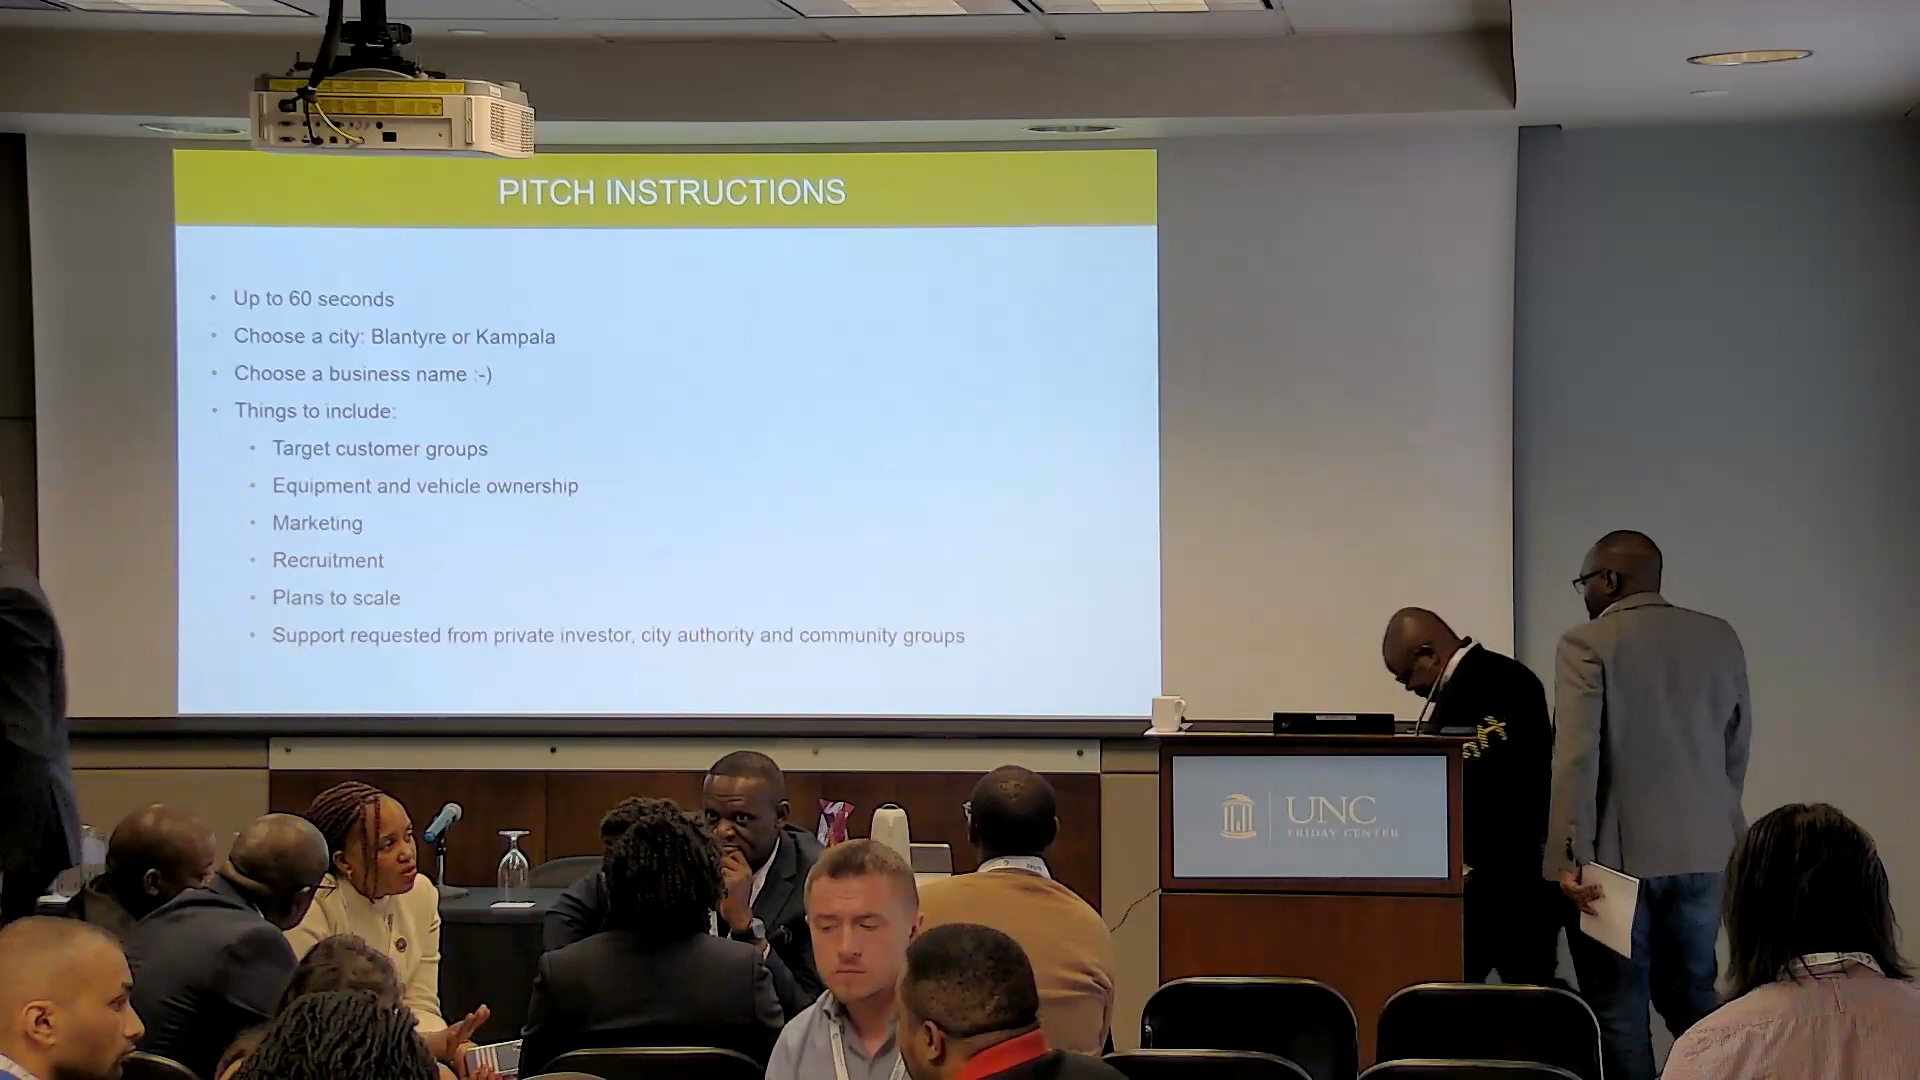 PITCH INSTRUCTIONS
• Up to 60 seconds
• Choose a city: Blantyre or Kampala
• Choose a business name :-)
• Things to include:
• Target customer groups
• Equipment and vehicle ownership
• Marketing
• Recruitment
• Plans to scale
• Support requested from private investor, city authority and community groups
UNC
FRIDAY CENTER